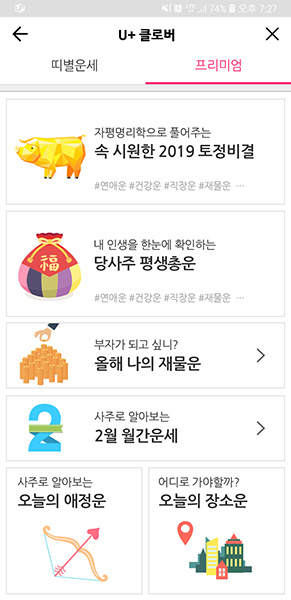 74% 오후 7:27
U+ 클로버
띠별운세
프리미엄
자평명리학으로 풀어주는
속 시원한 2019 토정비결
#연애운 #건강운 #직장운 #재물운 ···
내 인생을 한눈에 확인하는
福
당사주 평생총운
#연애운 #건강운 #직장운 #재물운 ···
부자가 되고 싶니?
올해 나의 재물운
사주로 알아보는
2
2월 월간운세
사주로 알아보는
오늘의 애정운
어디로 가야할까?
오늘의 장소운